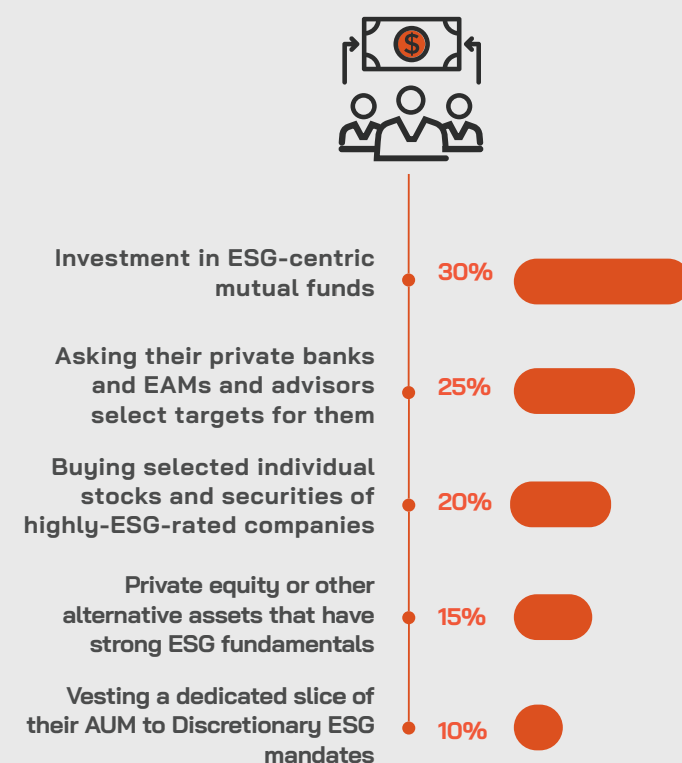 $
Investment in ESG-centric
mutual funds
30%
Asking their private banks
and EAMs and advisors
select targets for them
25%
Buying selected individual
stocks and securities of
highly-ESG-rated companies
20%
Private equity or other
alternative assets that have
strong ESG fundamentals
15%
Vesting a dedicated slice of
their AUM to Discretionary ESG
mandates
10%